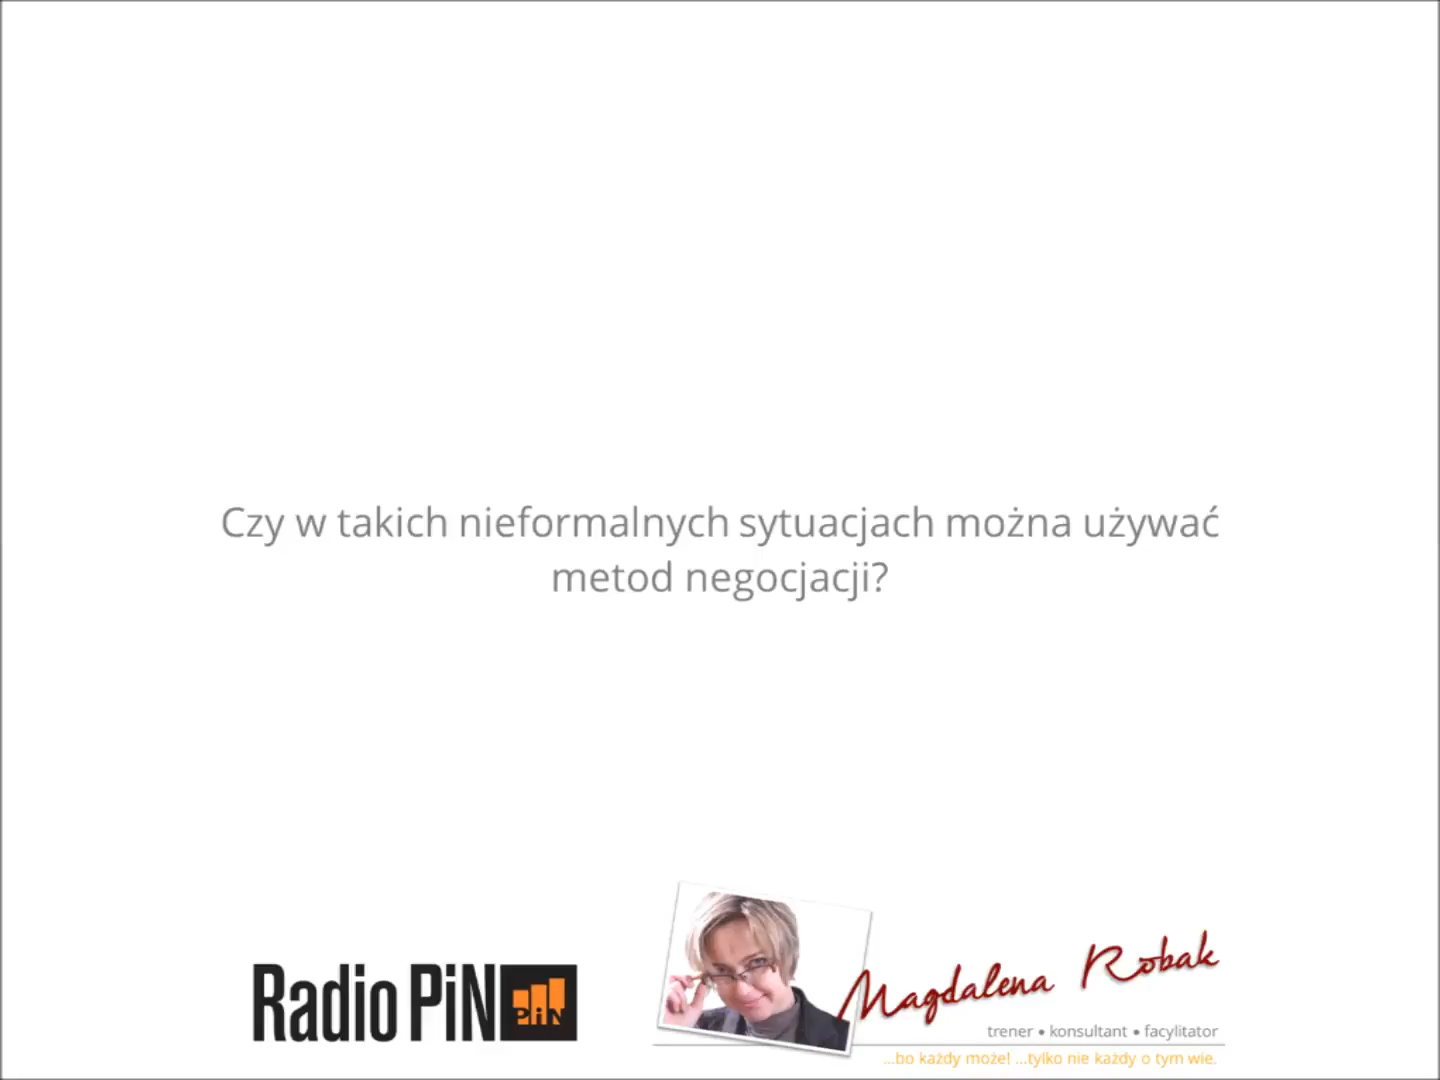 Czy w takich nieformalnych sytuacjach można używać
metod negocjacji?
Radio PiN PiN
Magdalena Robak
trener • konsultant • facylitator
...bo każdy może! ...tylko nie każdy o tym wie.